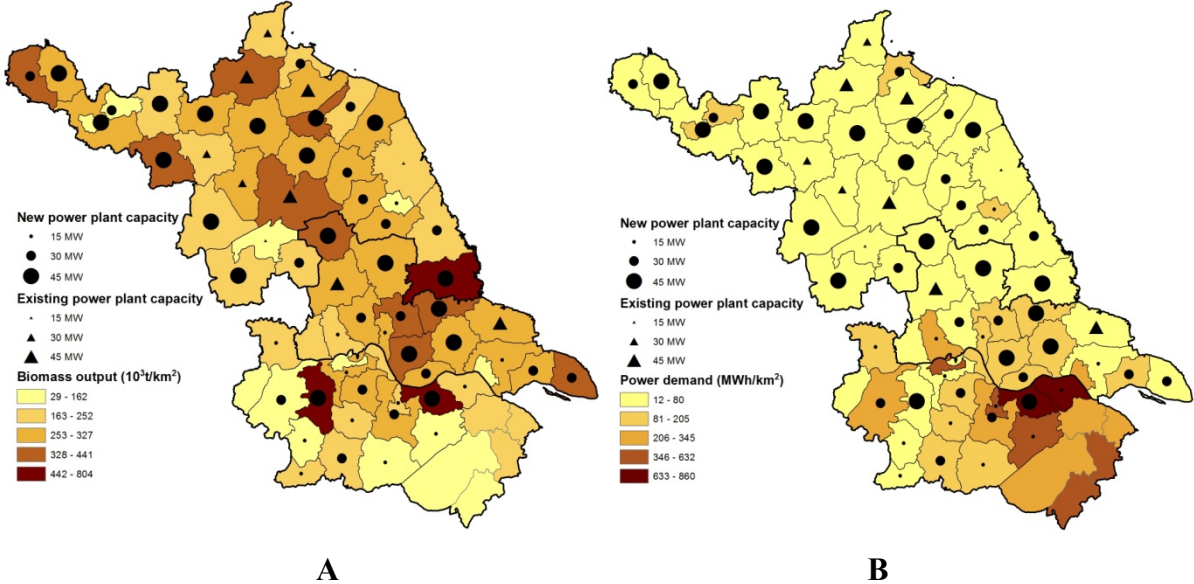 New power plant capacity
15 MW
30 MW
45 MW
Existing power plant capacity
15 MW
30 MW
45 MW
Biomass output (10³t/km²)
29 - 162
163 - 252
253 - 327
328 - 441
442 - 804
A
New power plant capacity
15 MW
30 MW
45 MW
Existing power plant capacity
15 MW
30 MW
45 MW
Power demand (MWh/km²)
12 - 80
81 - 205
206 - 345
346 - 632
633 - 860
B